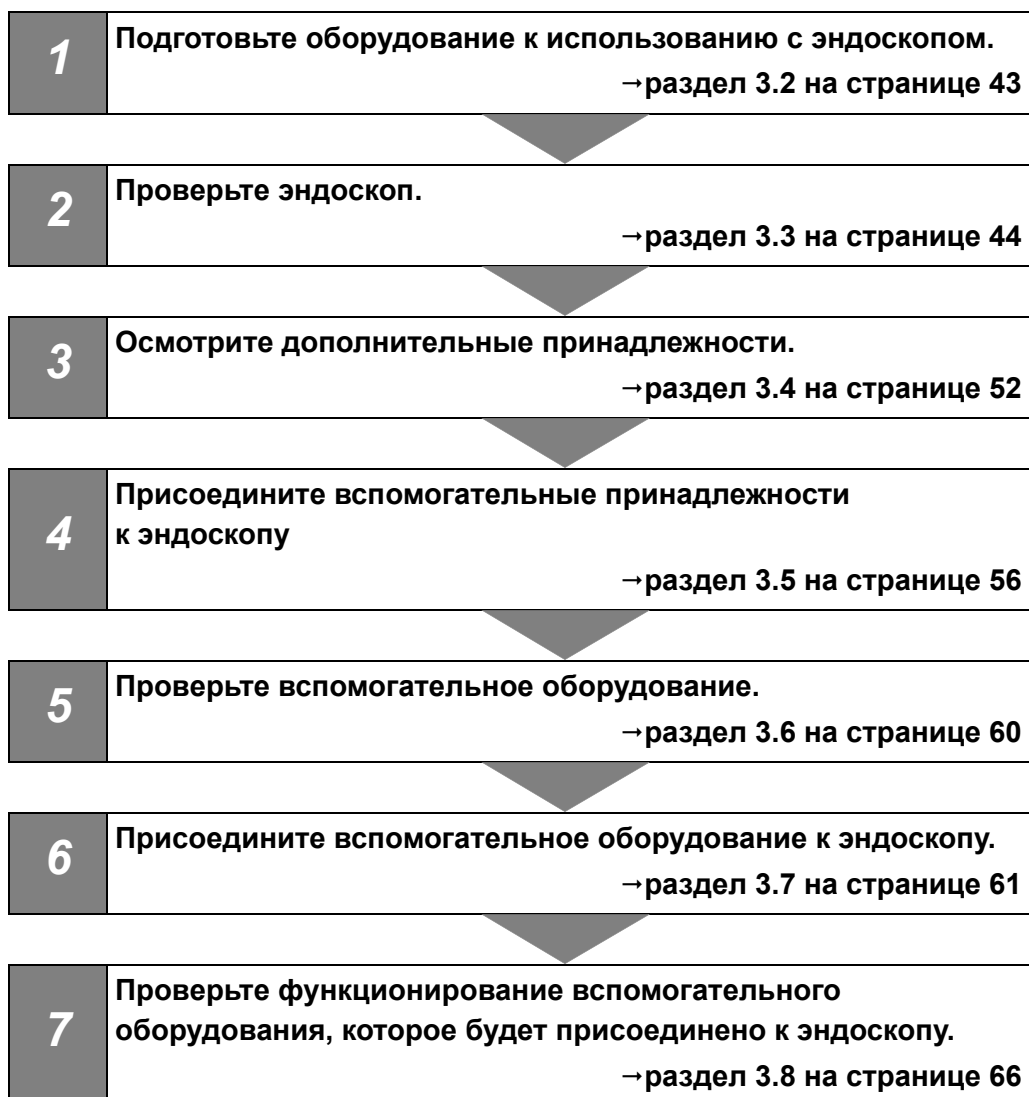 1
Подготовьте оборудование к использованию с эндоскопом.
→раздел 3.2 на странице 43
2
Проверьте эндоскоп.
→раздел 3.3 на странице 44
3
Осмотрите дополнительные принадлежности.
→раздел 3.4 на странице 52
4
Присоедините вспомогательные принадлежности
к эндоскопу
→раздел 3.5 на странице 56
5
Проверьте вспомогательное оборудование.
→раздел 3.6 на странице 60
6
Присоедините вспомогательное оборудование к эндоскопу.
→раздел 3.7 на странице 61
7
Проверьте функционирование вспомогательного
оборудования, которое будет присоединено к эндоскопу.
→раздел 3.8 на странице 66